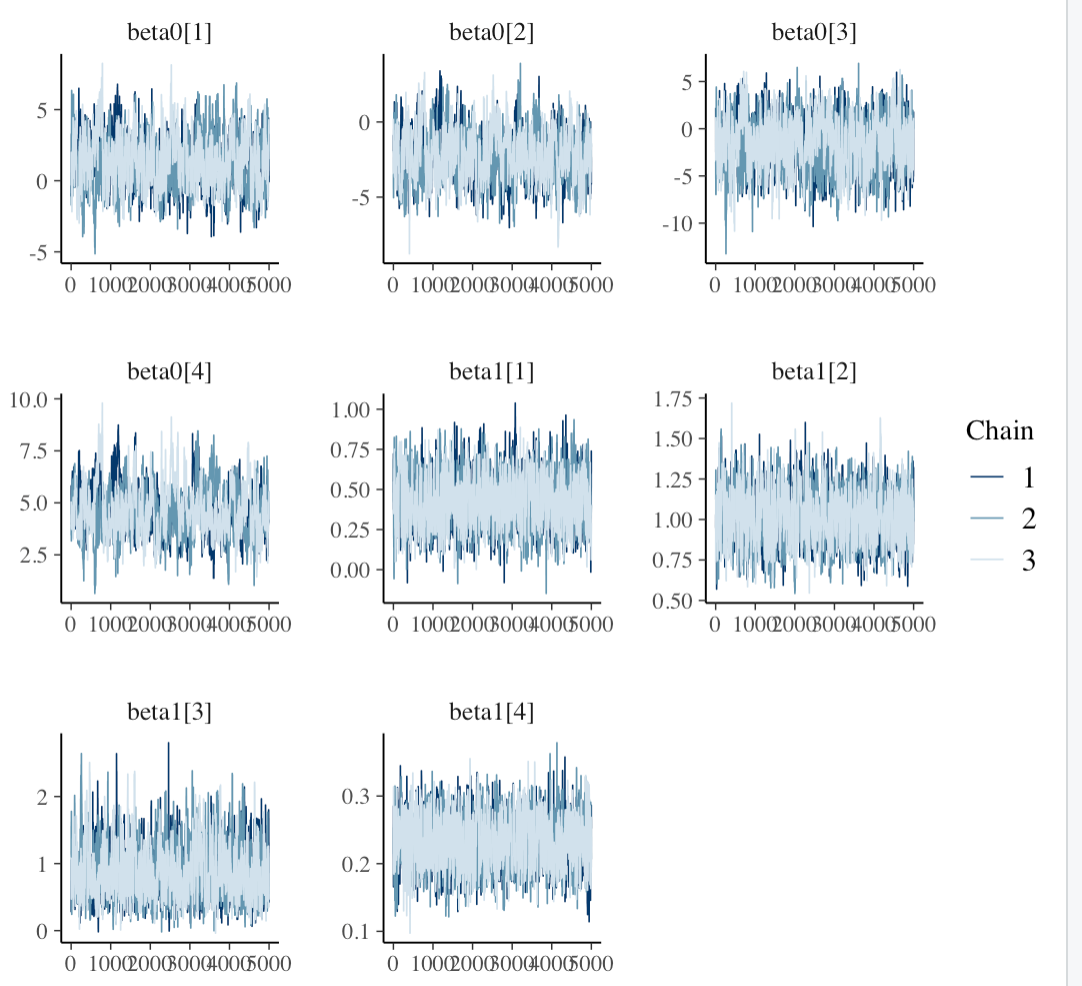 beta0[1] beta0[2] beta0[3]
5 0 -5
0 -5
5 0 -5 -10
0 1000 2000 3000 4000 5000 0 1000 2000 3000 4000 5000 0 1000 2000 3000 4000 5000
beta0[4] beta1[1] beta1[2]
10.0 7.5 5.0 2.5
1.00 0.75 0.50 0.25 0.00
1.75 1.50 1.25 1.00 0.75 0.50
0 1000 2000 3000 4000 5000 0 1000 2000 3000 4000 5000 0 1000 2000 3000 4000 5000
Chain
1
2
3
beta1[3] beta1[4]
2 1 0
0.3 0.2 0.1
0 1000 2000 3000 4000 5000 0 1000 2000 3000 4000 5000